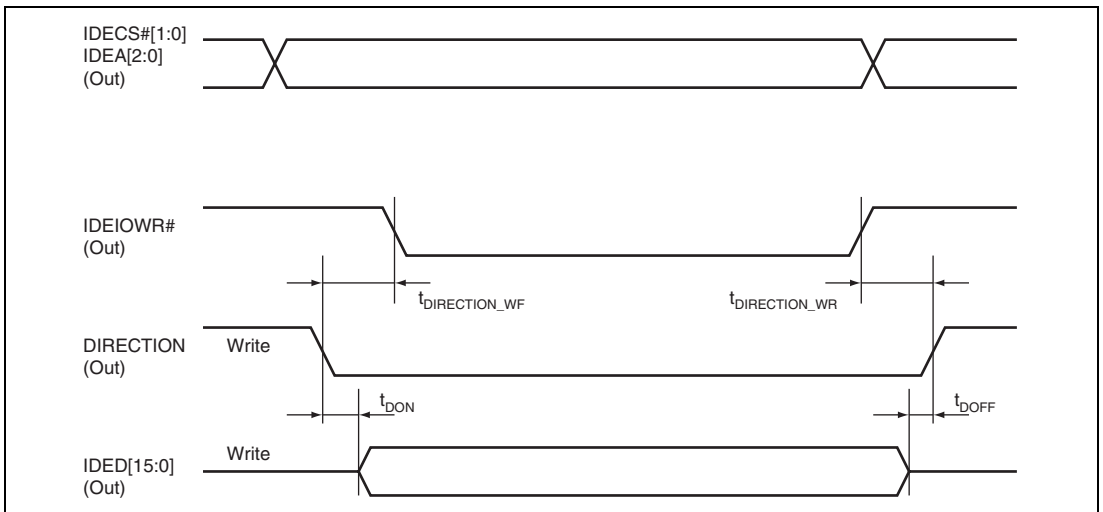 IDECS#[1:0]
IDEA[2:0]
(Out)
IDEIOWR#
(Out)
tDIRECTION_WF
tDIRECTION_WR
DIRECTION
(Out)
Write
tDON
tDOFF
IDED[15:0]
(Out)
Write